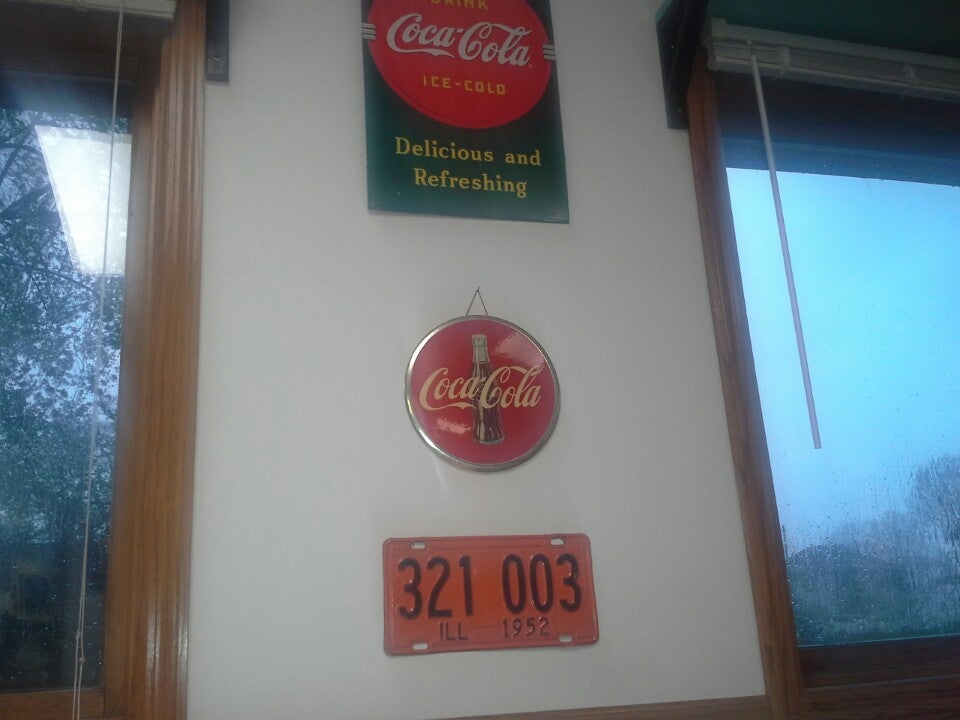 DRINK
Coca-Cola
ICE-COLD
Delicious and
Refreshing
Coca-Cola
321 003
ILL 1952